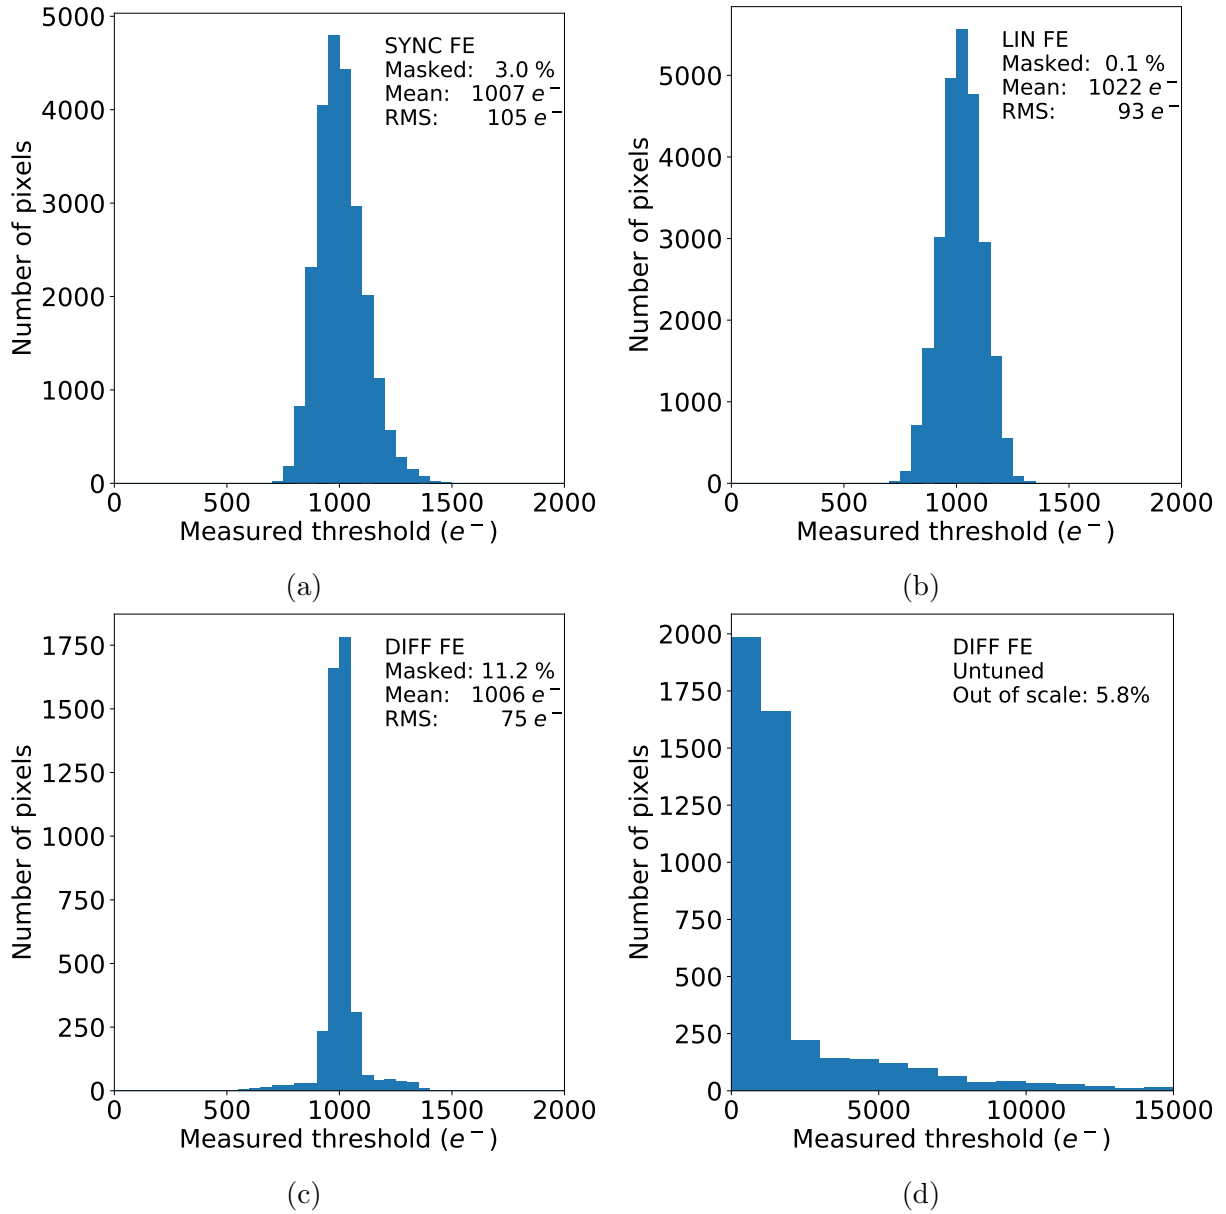 5000
4000
3000
2000
1000
0
0 500 1000 1500 2000
Number of pixels
Measured threshold (e⁻)
SYNC FE
Masked: 3.0 %
Mean: 1007 e⁻
RMS: 105 e⁻
(a)
5000
4000
3000
2000
1000
0
0 500 1000 1500 2000
Number of pixels
Measured threshold (e⁻)
LIN FE
Masked: 0.1 %
Mean: 1022 e⁻
RMS: 93 e⁻
(b)
1750
1500
1250
1000
750
500
250
0
0 500 1000 1500 2000
Number of pixels
Measured threshold (e⁻)
DIFF FE
Masked: 11.2 %
Mean: 1006 e⁻
RMS: 75 e⁻
(c)
2000
1750
1500
1250
1000
750
500
250
0
0 5000 10000 15000
Number of pixels
Measured threshold (e⁻)
DIFF FE
Untuned
Out of scale: 5.8%
(d)